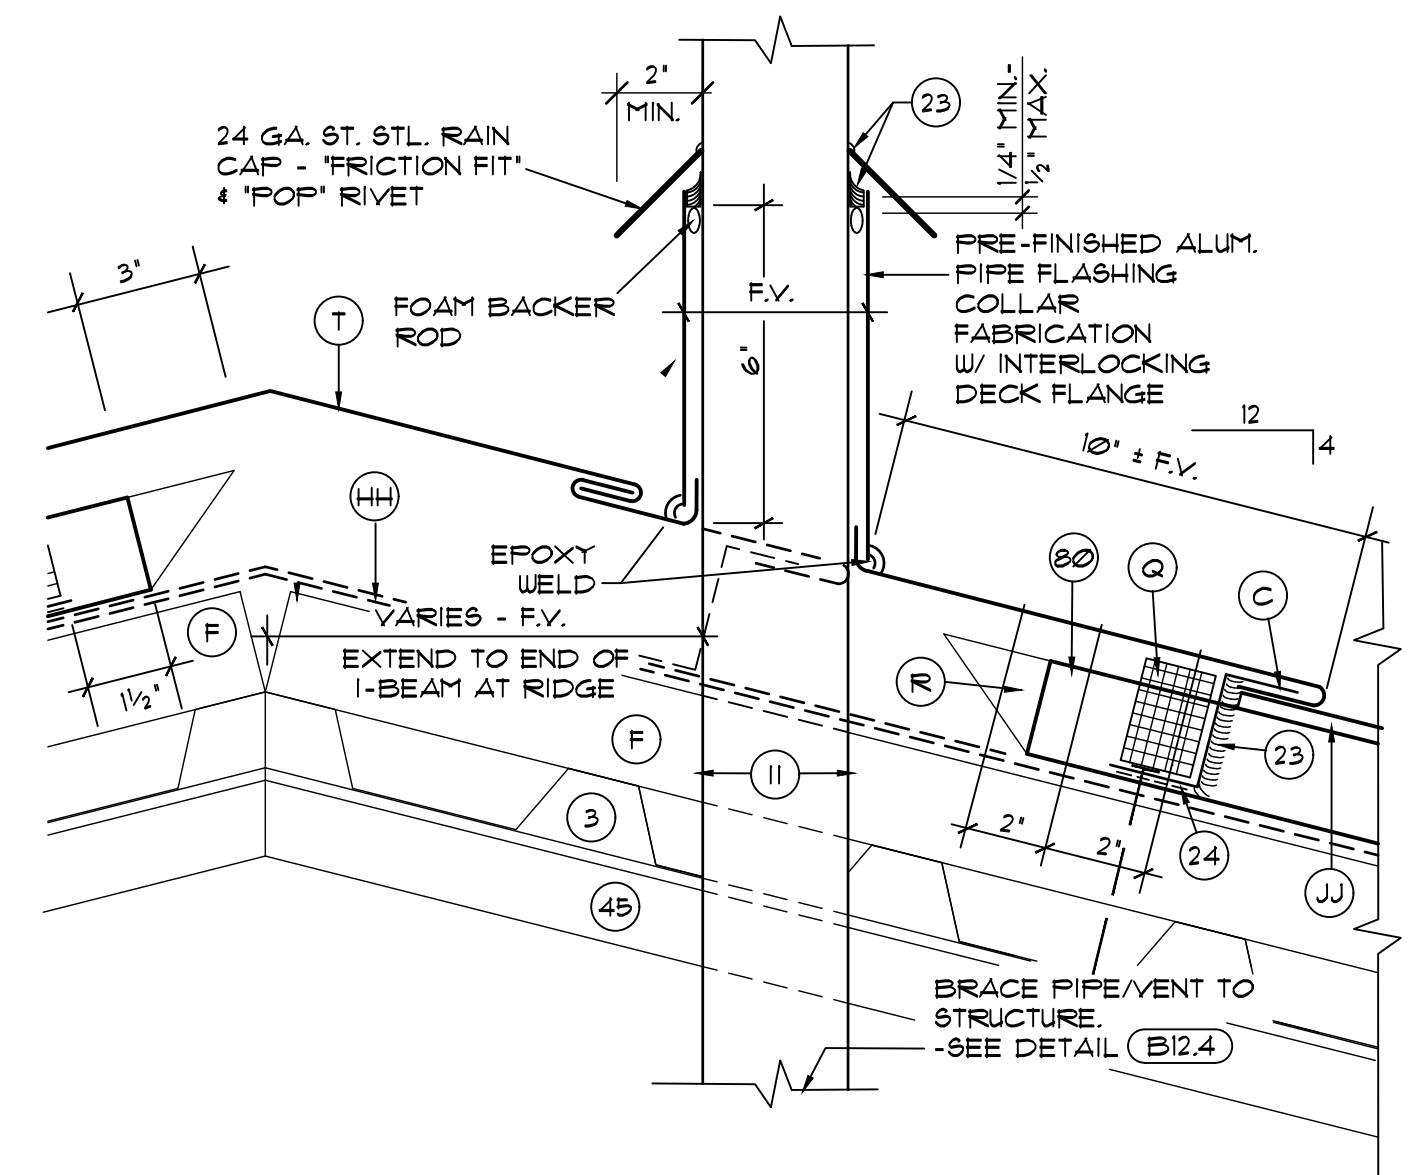 2"
MIN.
23
1/4" MIN.-
1/2" MAX.
24 GA. ST. STL. RAIN
CAP - "FRICTION FIT"
& "POP" RIVET
PRE-FINISHED ALUM.
PIPE FLASHING
COLLAR
FABRICATION
W/ INTERLOCKING
DECK FLANGE
3"
T
FOAM BACKER
ROD
F.V.
6"
12
4
10" ± F.V.
HH
EPOXY
WELD
80
Q
C
F
VARIES - F.V.
EXTEND TO END OF
I-BEAM AT RIDGE
1 1/2"
R
F
11
23
3
2"
2"
24
JJ
45
BRACE PIPE/VENT TO
STRUCTURE.
-SEE DETAIL B12.4